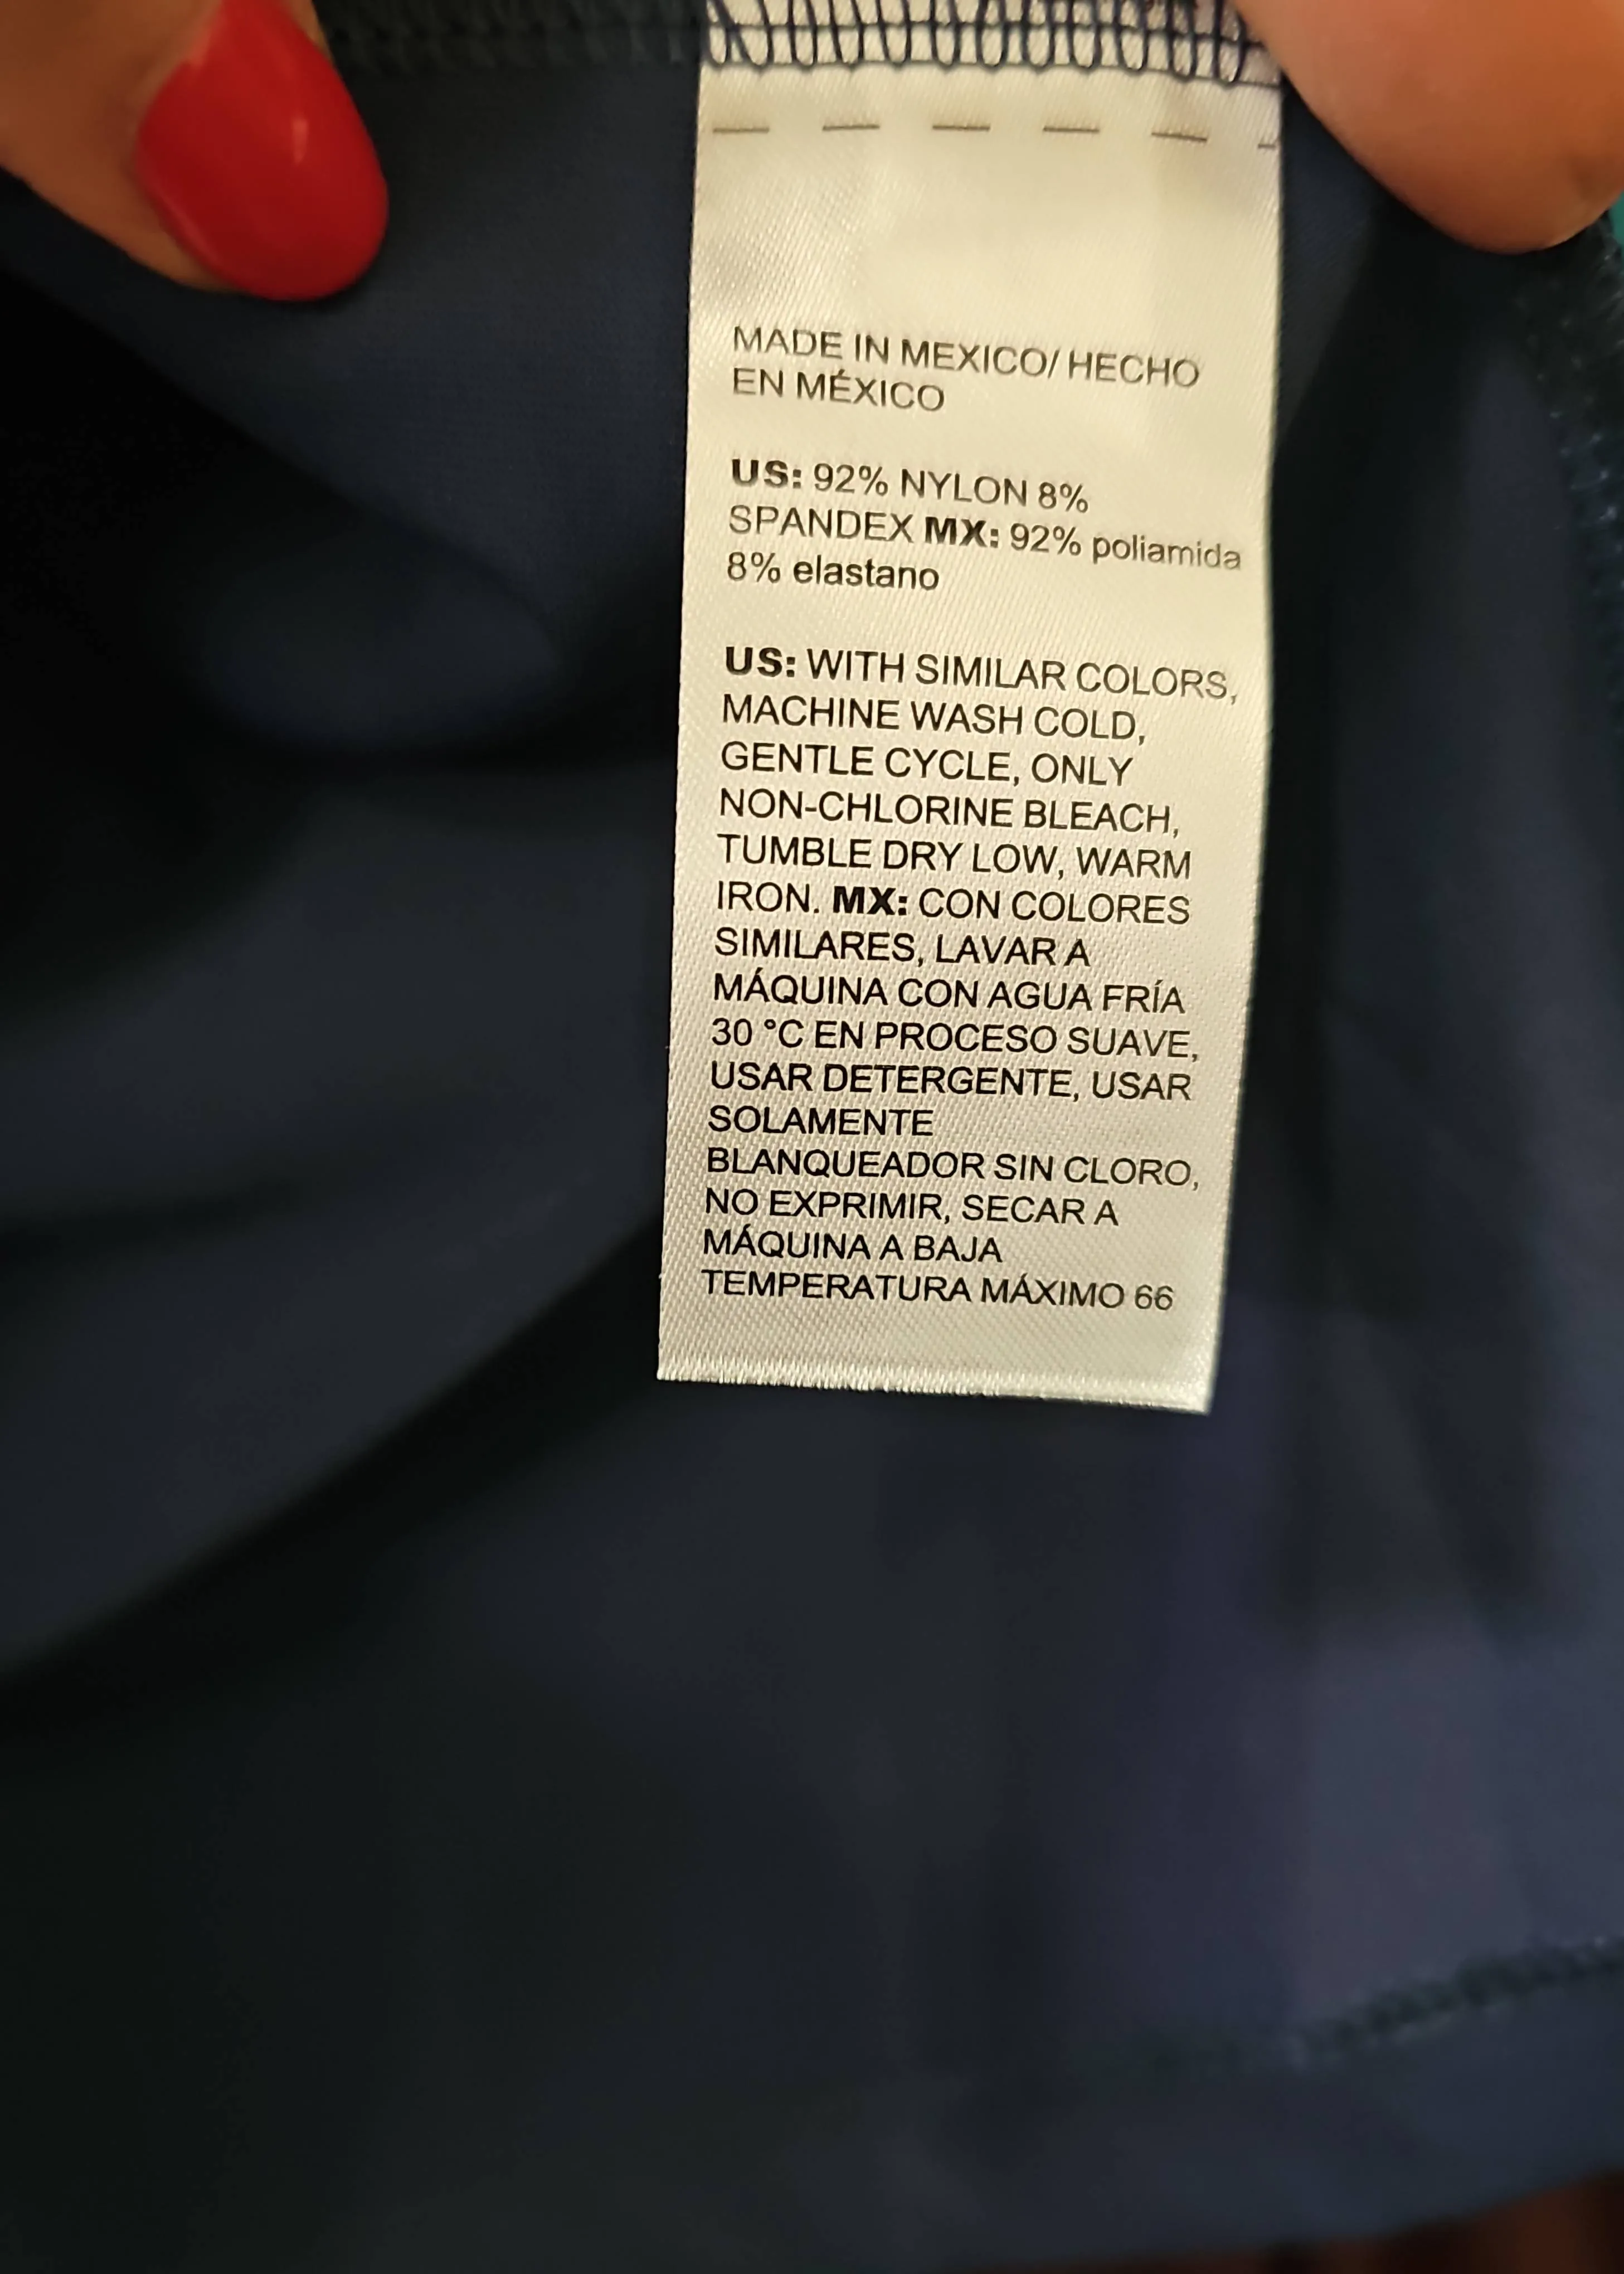 MADE IN MEXICO/ HECHO
EN MÉXICO
US: 92% NYLON 8%
SPANDEX MX: 92% poliamida
8% elastano
US: WITH SIMILAR COLORS,
MACHINE WASH COLD,
GENTLE CYCLE, ONLY
NON-CHLORINE BLEACH,
TUMBLE DRY LOW, WARM
IRON. MX: CON COLORES
SIMILARES, LAVAR A
MÁQUINA CON AGUA FRÍA
30 °C EN PROCESO SUAVE,
USAR DETERGENTE, USAR
SOLAMENTE
BLANQUEADOR SIN CLORO,
NO EXPRIMIR, SECAR A
MÁQUINA A BAJA
TEMPERATURA MÁXIMO 66